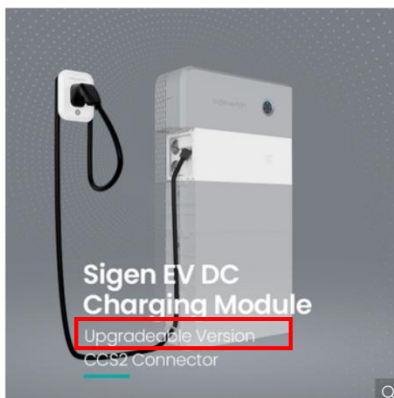 Sigen EV DC
Charging Module
Upgradeable Version
CCS2 Connector